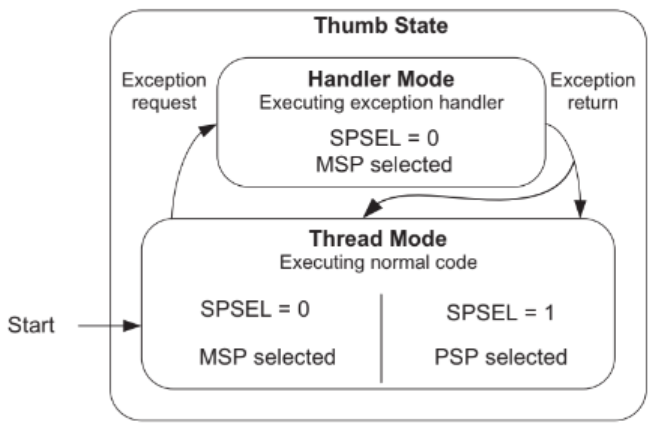 Thumb State
Exception
request
Handler Mode
Executing exception handler
SPSEL = 0
MSP selected
Exception
return
Thread Mode
Executing normal code
Start
SPSEL = 0
MSP selected
SPSEL = 1
PSP selected